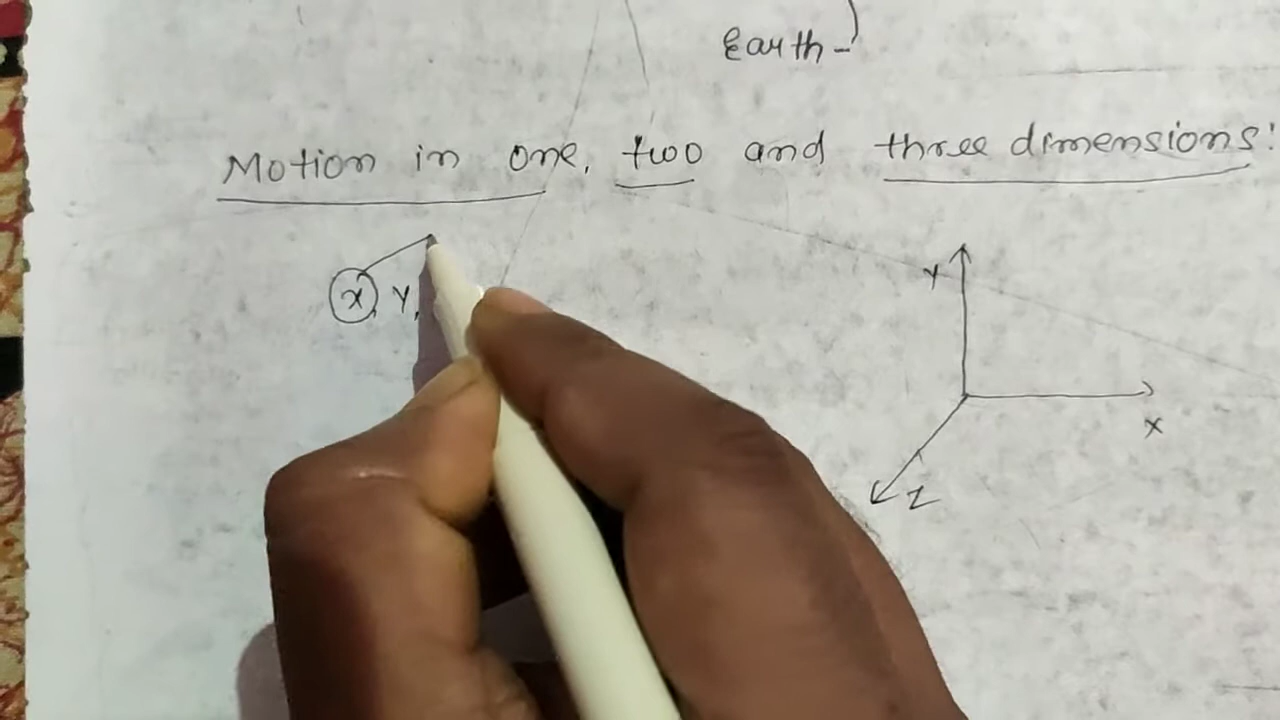 Earth -
Motion in one, two and three dimensions:
X, Y,
Y
X
Z